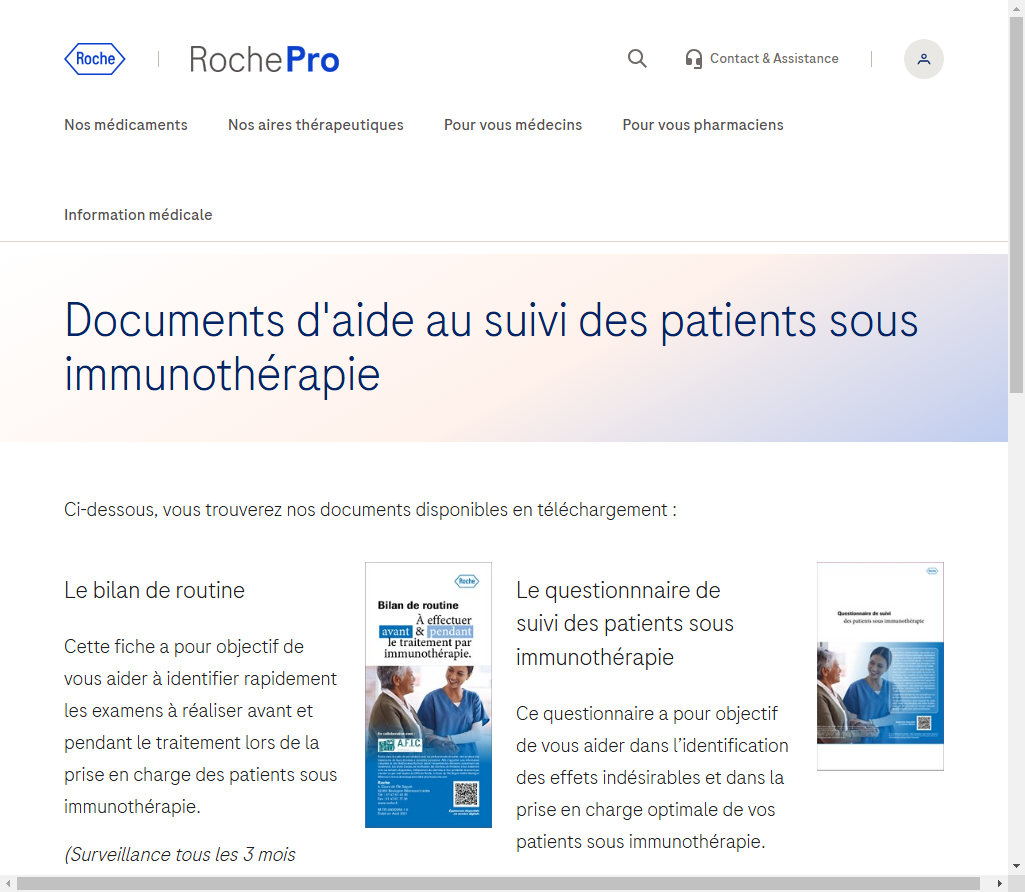 Roche
RochePro
Contact & Assistance
Nos médicaments
Nos aires thérapeutiques
Pour vous médecins
Pour vous pharmaciens
Information médicale
Documents d'aide au suivi des patients sous
immunothérapie
Ci-dessous, vous trouverez nos documents disponibles en téléchargement :
Le bilan de routine
Cette fiche a pour objectif de
vous aider à identifier rapidement
les examens à réaliser avant et
pendant le traitement lors de la
prise en charge des patients sous
immunothérapie.
(Surveillance tous les 3 mois
Roche
Bilan de routine
À effectuer
avant & pendant
le traitement par
immunothérapie.
A.F.I.C
Le questionnnaire de
suivi des patients sous
immunothérapie
Ce questionnaire a pour objectif
de vous aider dans l’identification
des effets indésirables et dans la
prise en charge optimale de vos
patients sous immunothérapie.
Questionnaire de suivi
des patients sous immunothérapie